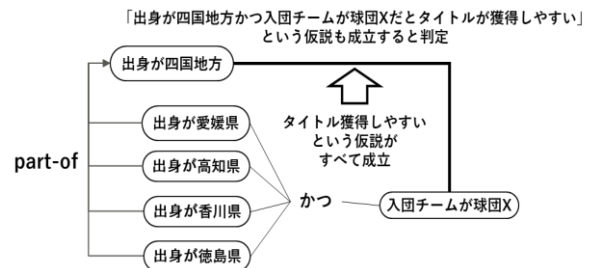 「出身が四国地方かつ入団チームが球団Xだとタイトルが獲得しやすい」
という仮説も成立すると判定
出身が四国地方
出身が愛媛県
タイトル獲得しやすい
という仮説が
すべて成立
出身が高知県
part-of
かつ
入団チームが球団X
出身が香川県
出身が徳島県